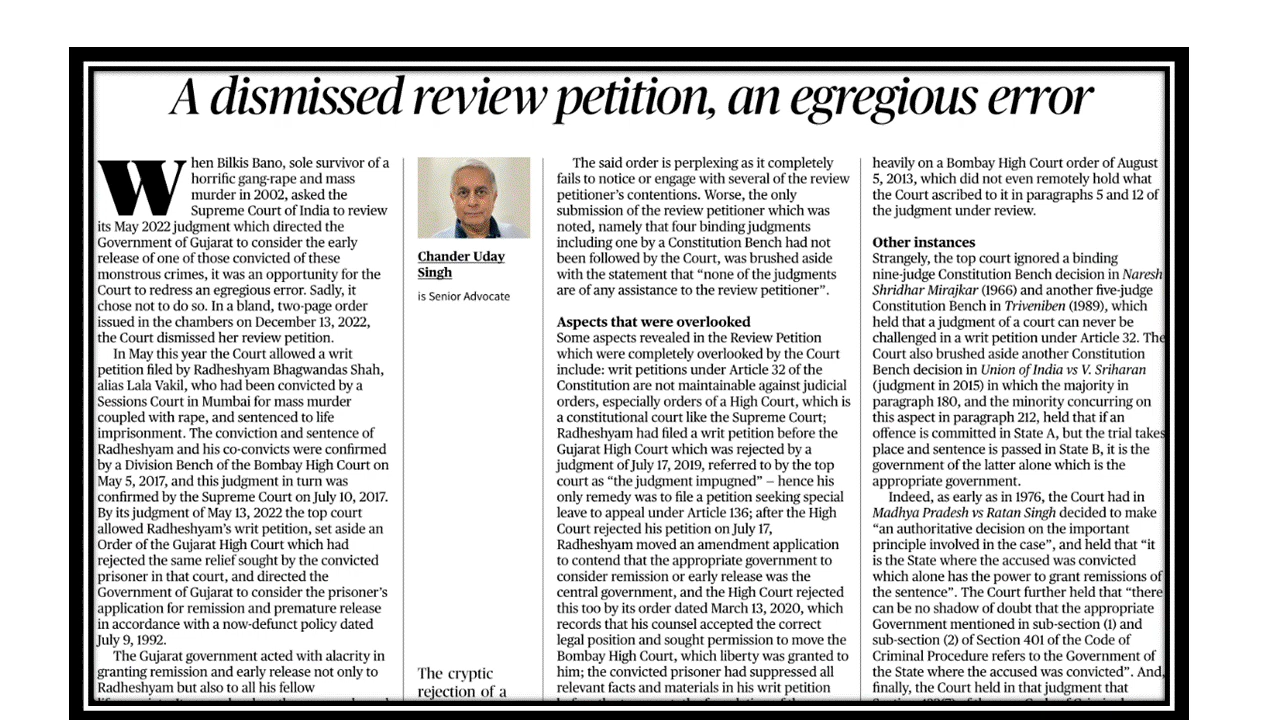 A dismissed review petition, an egregious error
When Bilkis Bano, sole survivor of a
horrific gang-rape and mass
murder in 2002, asked the
Supreme Court of India to review
its May 2022 judgment which directed the
Government of Gujarat to consider the early
release of one of those convicted of these
monstrous crimes, it was an opportunity for the
Court to redress an egregious error. Sadly, it
chose not to do so. In a bland, two-page order
issued in the chambers on December 13, 2022,
the Court dismissed her review petition.
In May this year the Court allowed a writ
petition filed by Radheshyam Bhagwandas Shah,
alias Lala Vakil, who had been convicted by a
Sessions Court in Mumbai for mass murder
coupled with rape, and sentenced to life
imprisonment. The conviction and sentence of
Radheshyam and his co-convicts were confirmed
by a Division Bench of the Bombay High Court on
May 5, 2017, and this judgment in turn was
confirmed by the Supreme Court on July 10, 2017.
By its judgment of May 13, 2022 the top court
allowed Radheshyam's writ petition, set aside an
Order of the Gujarat High Court which had
rejected the same relief sought by the convicted
prisoner in that court, and directed the
Government of Gujarat to consider the prisoner's
application for remission and premature release
in accordance with a now-defunct policy dated
July 9, 1992.
The Gujarat government acted with alacrity in
granting remission and early release not only to
Radheshyam but also to all his fellow
Chander Uday
Singh
is Senior Advocate
The cryptic
rejection of a
The said order is perplexing as it completely
fails to notice or engage with several of the review
petitioner's contentions. Worse, the only
submission of the review petitioner which was
noted, namely that four binding judgments
including one by a Constitution Bench had not
been followed by the Court, was brushed aside
with the statement that "none of the judgments
are of any assistance to the review petitioner".
Aspects that were overlooked
Some aspects revealed in the Review Petition
which were completely overlooked by the Court
include: writ petitions under Article 32 of the
Constitution are not maintainable against judicial
orders, especially orders of a High Court, which is
a constitutional court like the Supreme Court;
Radheshyam had filed a writ petition before the
Gujarat High Court which was rejected by a
judgment of July 17, 2019, referred to by the top
court as "the judgment impugned" — hence his
only remedy was to file a petition seeking special
leave to appeal under Article 136; after the High
Court rejected his petition on July 17,
Radheshyam moved an amendment application
to contend that the appropriate government to
consider remission or early release was the
central government, and the High Court rejected
this too by its order dated March 13, 2020, which
records that his counsel accepted the correct
legal position and sought permission to move the
Bombay High Court, which liberty was granted to
him; the convicted prisoner had suppressed all
relevant facts and materials in his writ petition
heavily on a Bombay High Court order of August
5, 2013, which did not even remotely hold what
the Court ascribed to it in paragraphs 5 and 12 of
the judgment under review.
Other instances
Strangely, the top court ignored a binding
nine-judge Constitution Bench decision in Naresh
Shridhar Mirajkar (1966) and another five-judge
Constitution Bench in Triveniben (1989), which
held that a judgment of a court can never be
challenged in a writ petition under Article 32. The
Court also brushed aside another Constitution
Bench decision in Union of India vs V. Sriharan
(judgment in 2015) in which the majority in
paragraph 180, and the minority concurring on
this aspect in paragraph 212, held that if an
offence is committed in State A, but the trial takes
place and sentence is passed in State B, it is the
government of the latter alone which is the
appropriate government.
Indeed, as early as in 1976, the Court had in
Madhya Pradesh vs Ratan Singh decided to make
"an authoritative decision on the important
principle involved in the case", and held that "it
is the State where the accused was convicted
which alone has the power to grant remissions of
the sentence". The Court further held that "there
can be no shadow of doubt that the appropriate
Government mentioned in sub-section (1) and
sub-section (2) of Section 401 of the Code of
Criminal Procedure refers to the Government of
the State where the accused was convicted". And,
finally, the Court held in that judgment that